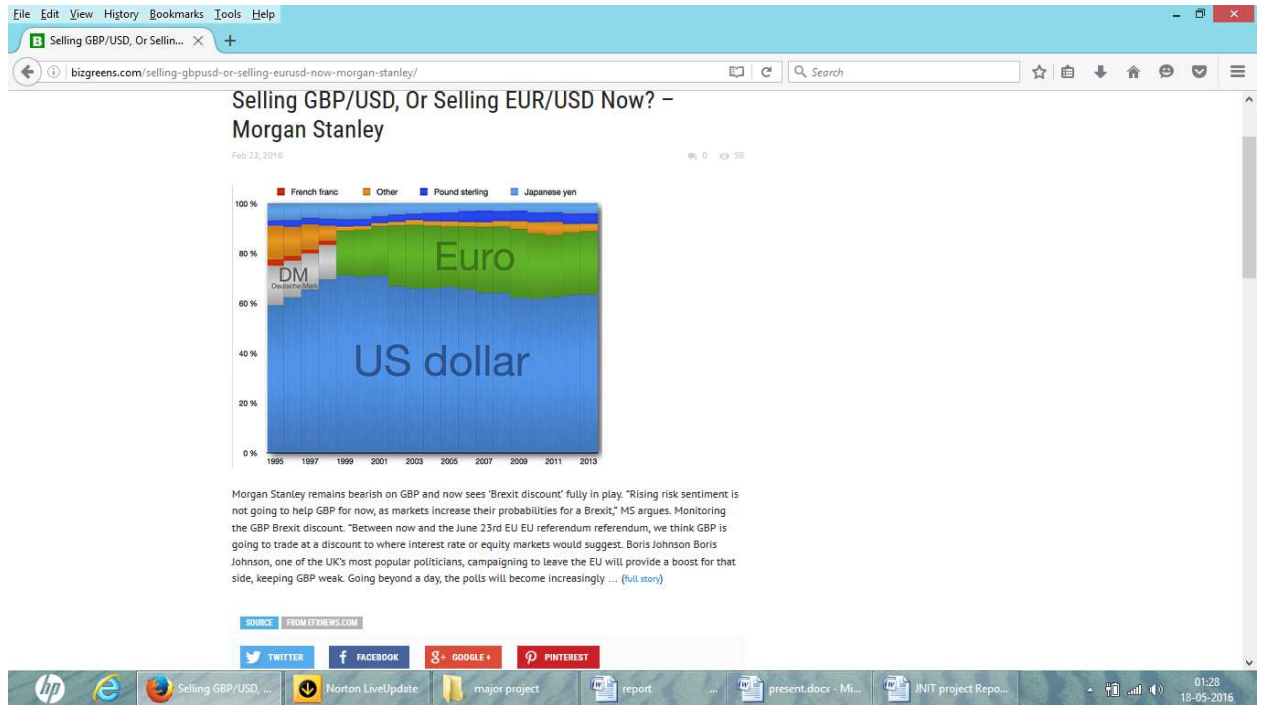 File Edit View History Bookmarks Tools Help
Selling GBP/USD, Or Sellin...
bizgreens.com/selling-gbpusd-or-selling-eurusd-now-morgan-stanley/
Search
Selling GBP/USD, Or Selling EUR/USD Now? –
Morgan Stanley
Feb 23, 2016
0 58
French franc Other Pound sterling Japanese yen
100 %
80 %
60 %
40 %
20 %
0 %
Euro
DM
Deutsche Mark
US dollar
1995 1997 1999 2001 2003 2005 2007 2009 2011 2013
Morgan Stanley remains bearish on GBP and now sees 'Brexit discount' fully in play. "Rising risk sentiment is
not going to help GBP for now, as markets increase their probabilities for a Brexit," MS argues. Monitoring
the GBP Brexit discount. "Between now and the June 23rd EU EU referendum referendum, we think GBP is
going to trade at a discount to where interest rate or equity markets would suggest. Boris Johnson Boris
Johnson, one of the UK's most popular politicians, campaigning to leave the EU will provide a boost for that
side, keeping GBP weak. Going beyond a day, the polls will become increasingly ... (full story)
SOURCE FROM EFXNEWS.COM
TWITTER FACEBOOK GOOGLE+ PINTEREST
hp Selling GBP/USD, ... Norton LiveUpdate major project report ... present.docx - Mi... JNIT project Repo...
01:28
18-05-2016